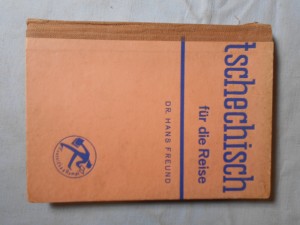 tschechisch
für die Reise
DR. HANS FREUND